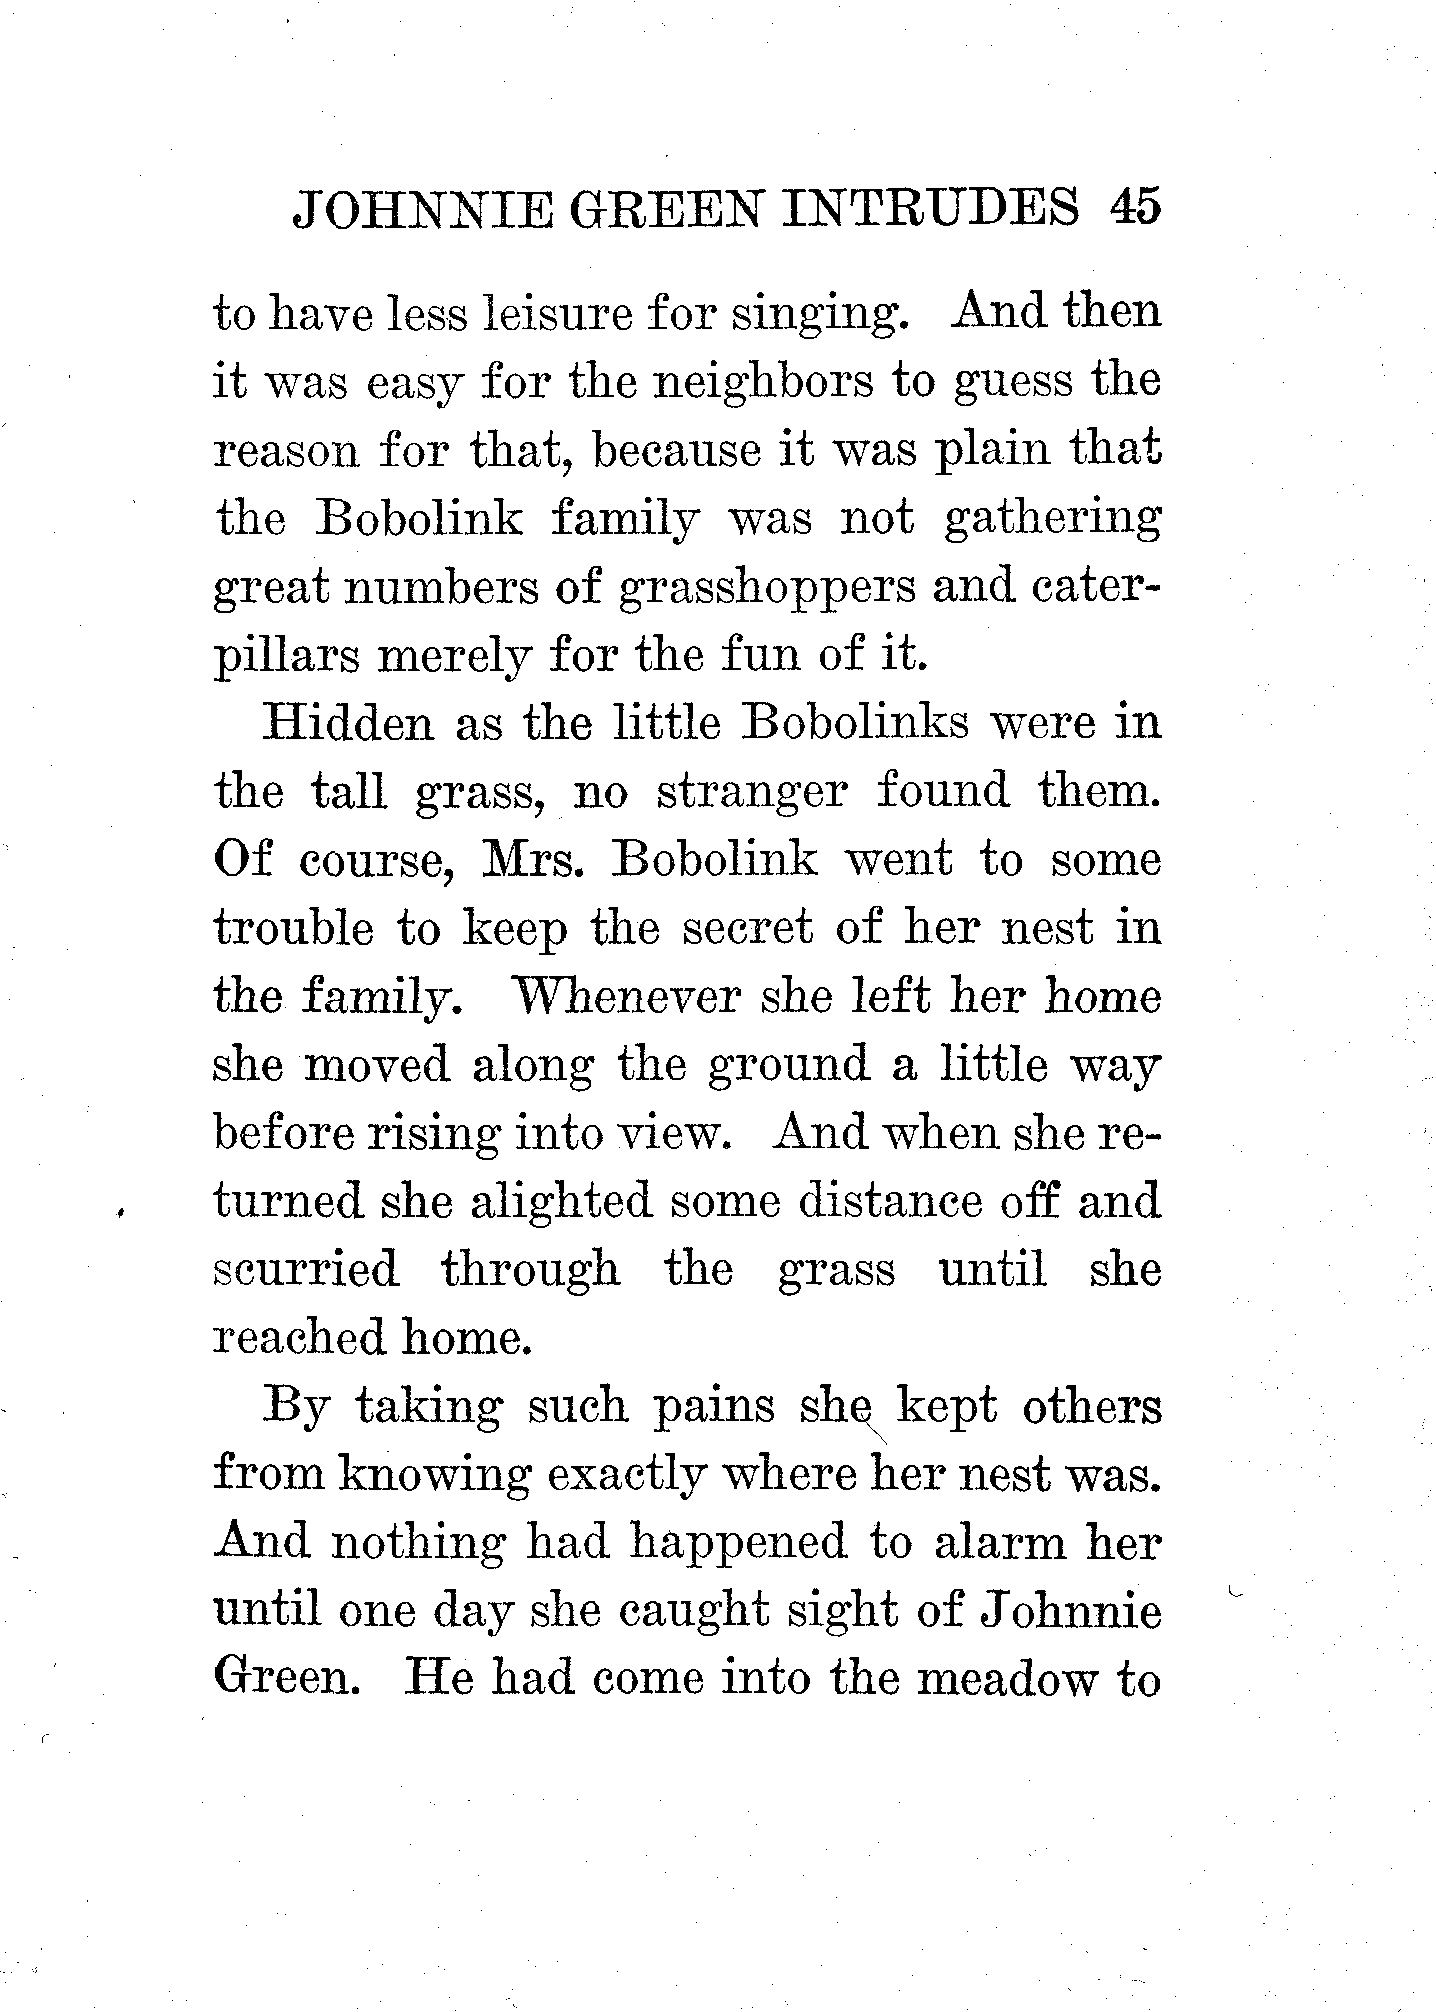 JOHNNIE GREEN INTRUDES 45
to have less leisure for singing. And then
it was easy for the neighbors to guess the
reason for that, because it was plain that
the Bobolink family was not gathering
great numbers of grasshoppers and cater-
pillars merely for the fun of it.
Hidden as the little Bobolinks were in
the tall grass, no stranger found them.
Of course, Mrs. Bobolink went to some
trouble to keep the secret of her nest in
the family. Whenever she left her home
she moved along the ground a little way
before rising into view. And when she re-
turned she alighted some distance off and
scurried through the grass until she
reached home.
By taking such pains she kept others
from knowing exactly where her nest was.
And nothing had happened to alarm her
until one day she caught sight of Johnnie
Green. He had come into the meadow to